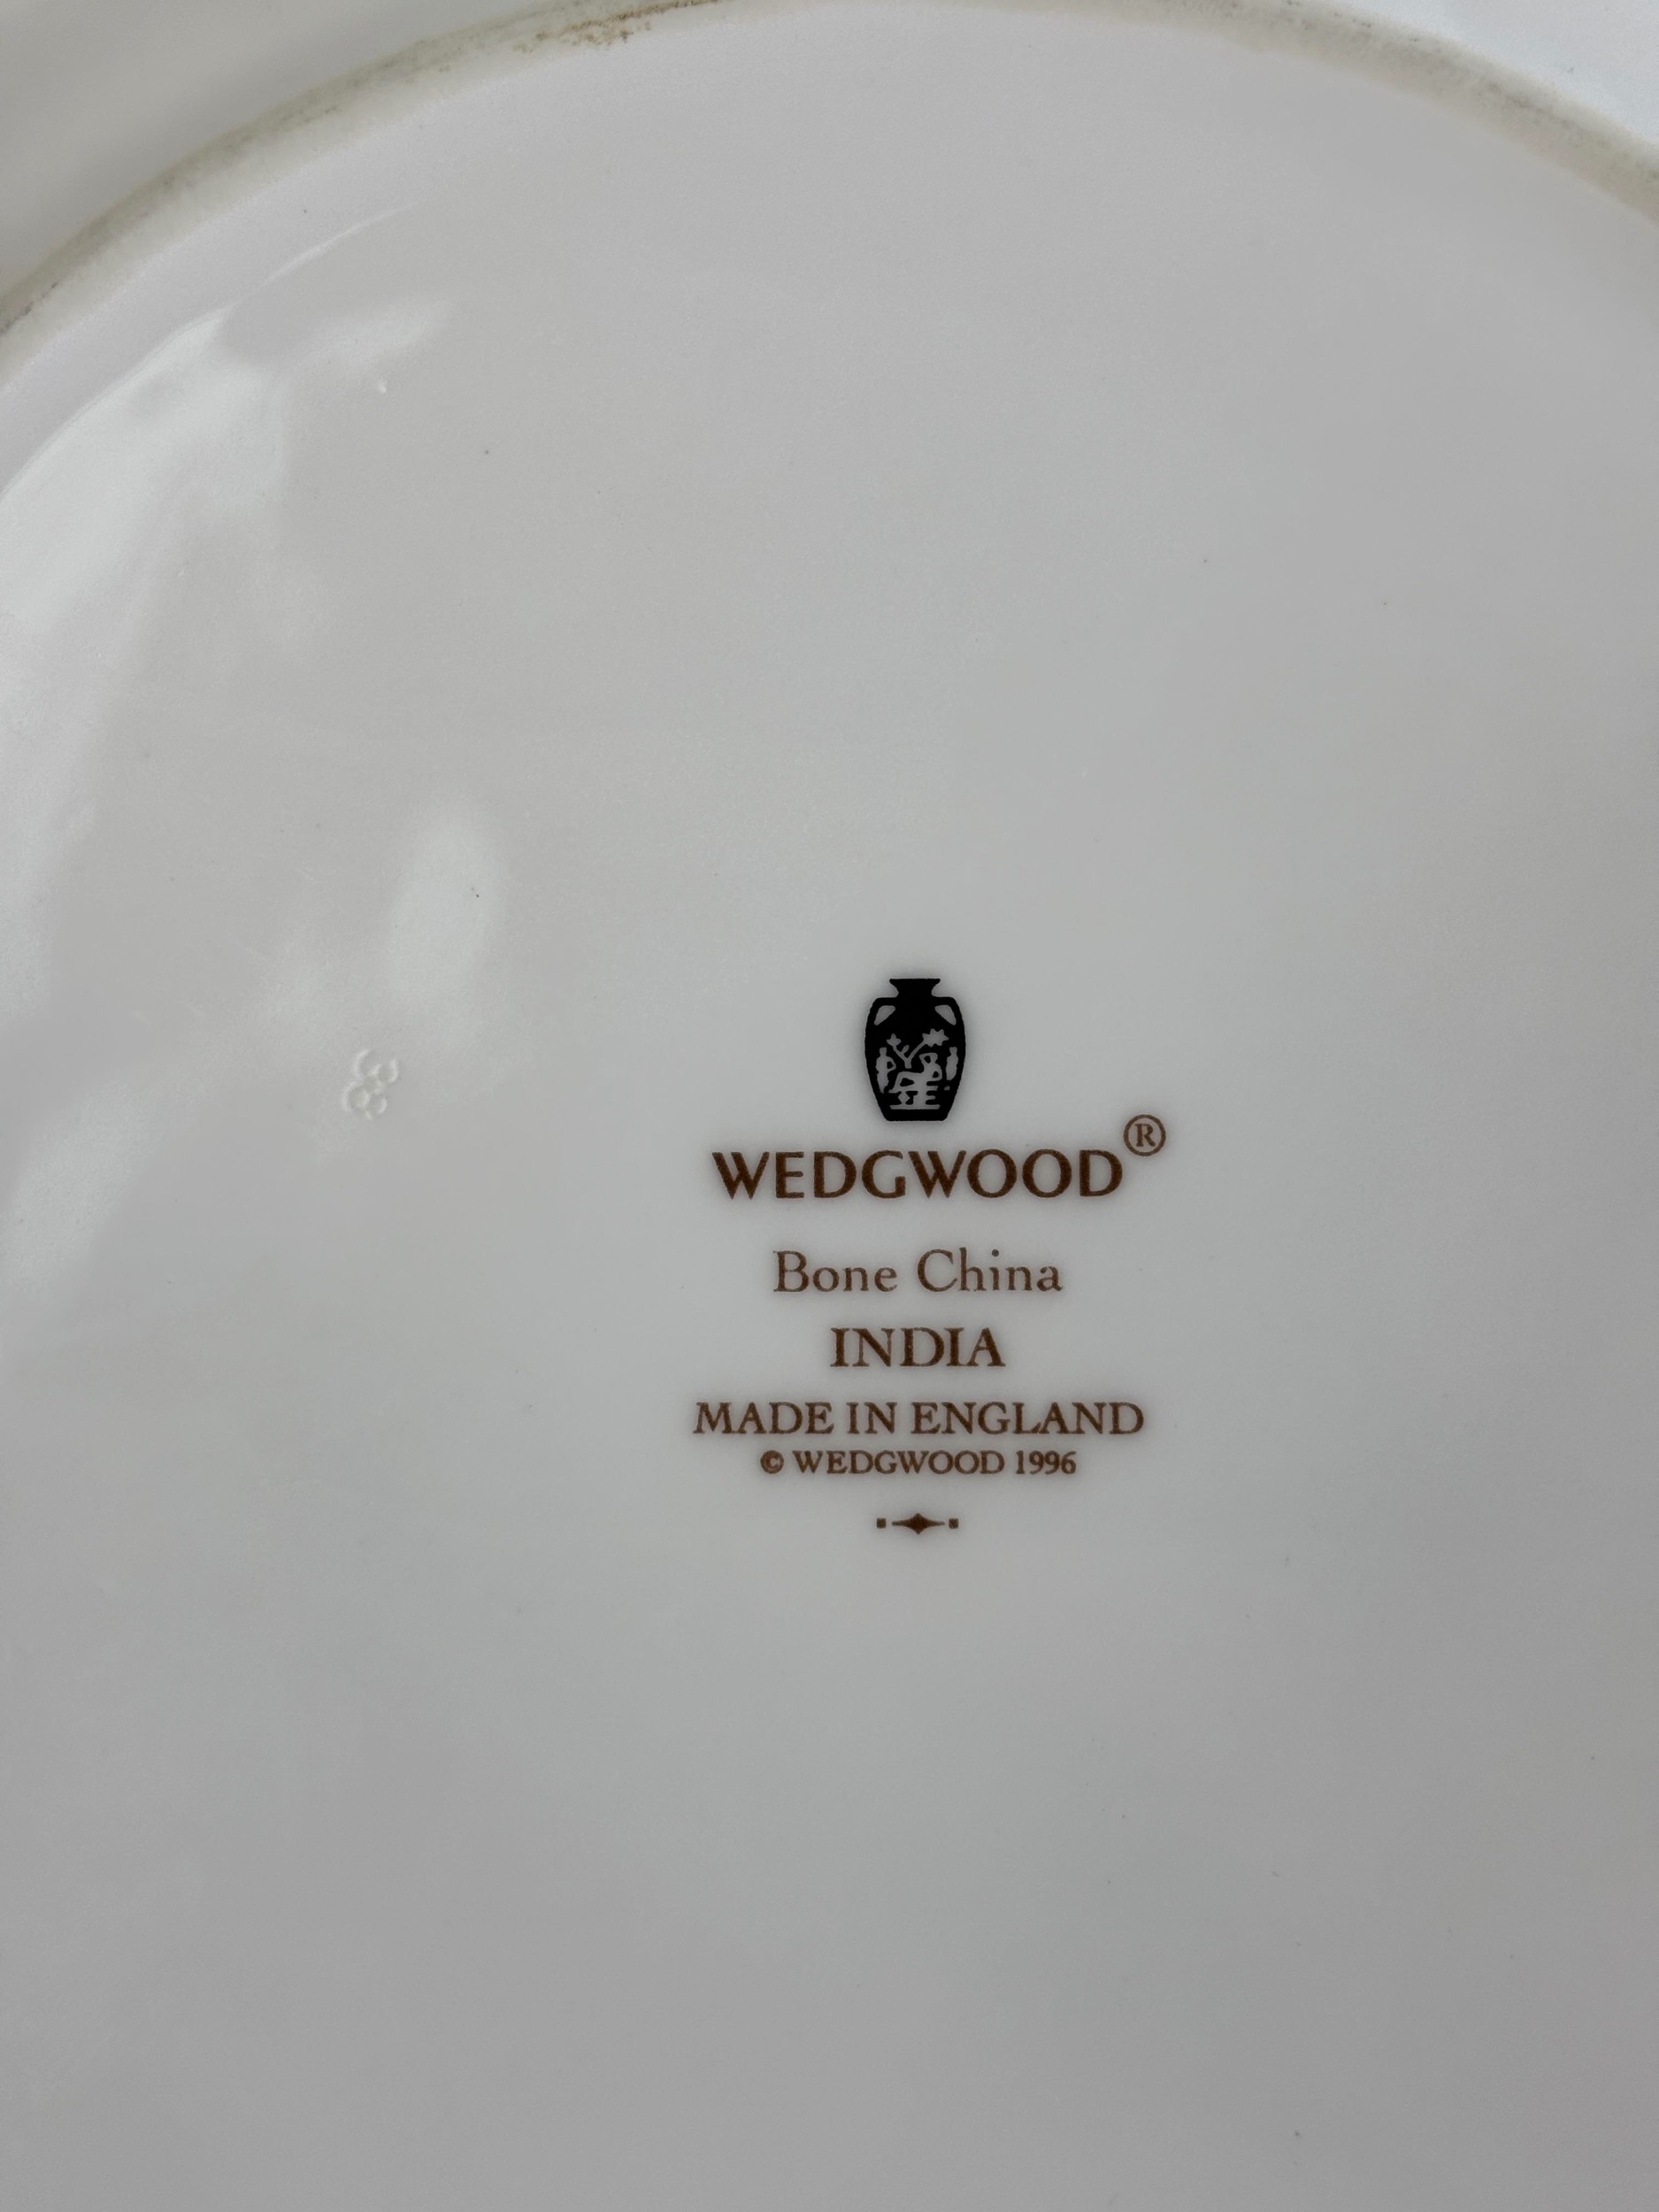 WEDGWOOD®
Bone China
INDIA
MADE IN ENGLAND
© WEDGWOOD 1996